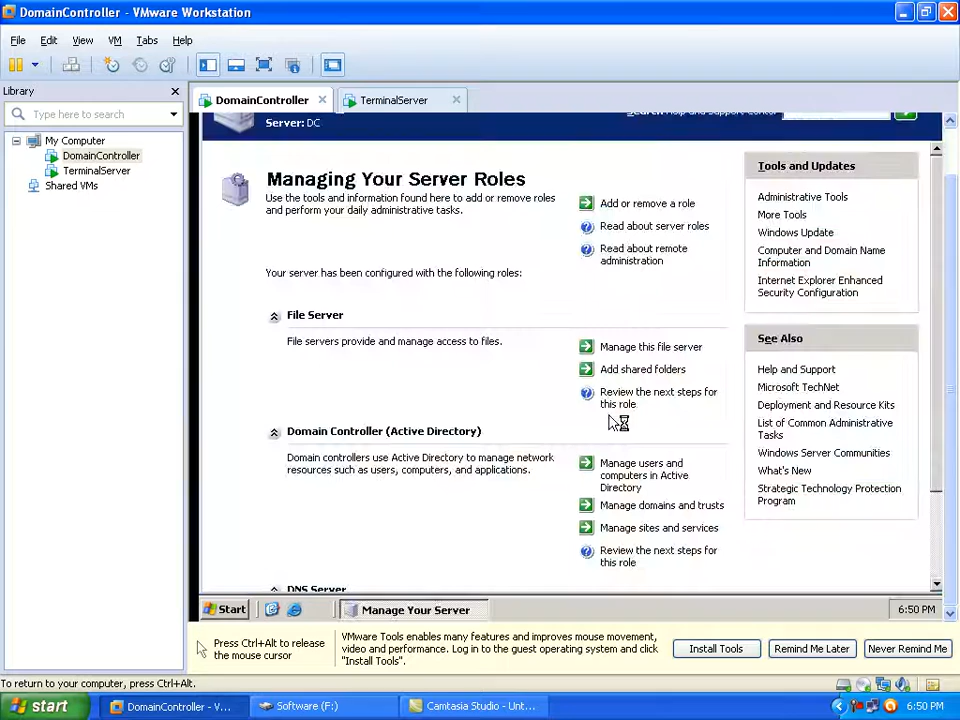 DomainController - VMware Workstation
File Edit View VM Tabs Help
Library
Type here to search
My Computer
DomainController
TerminalServer
Shared VMs
DomainController
TerminalServer
Server: DC
Search Help and Support Center
Managing Your Server Roles
Use the tools and information found here to add or remove roles
and perform your daily administrative tasks.
Your server has been configured with the following roles:
Add or remove a role
Read about server roles
Read about remote
administration
File Server
File servers provide and manage access to files.
Manage this file server
Add shared folders
Review the next steps for
this role
Domain Controller (Active Directory)
Domain controllers use Active Directory to manage network
resources such as users, computers, and applications.
Manage users and
computers in Active
Directory
Manage domains and trusts
Manage sites and services
Review the next steps for
this role
DNS Server
Tools and Updates
Administrative Tools
More Tools
Windows Update
Computer and Domain Name
Information
Internet Explorer Enhanced
Security Configuration
See Also
Help and Support
Microsoft TechNet
Deployment and Resource Kits
List of Common Administrative
Tasks
Windows Server Communities
What's New
Strategic Technology Protection
Program
Start
Manage Your Server
6:50 PM
Press Ctrl+Alt to release
the mouse cursor
VMware Tools enables many features and improves mouse movement,
video and performance. Log in to the guest operating system and click
"Install Tools".
Install Tools
Remind Me Later
Never Remind Me
To return to your computer, press Ctrl+Alt.
start
DomainController - V...
Software (F:)
Camtasia Studio - Unt...
6:50 PM